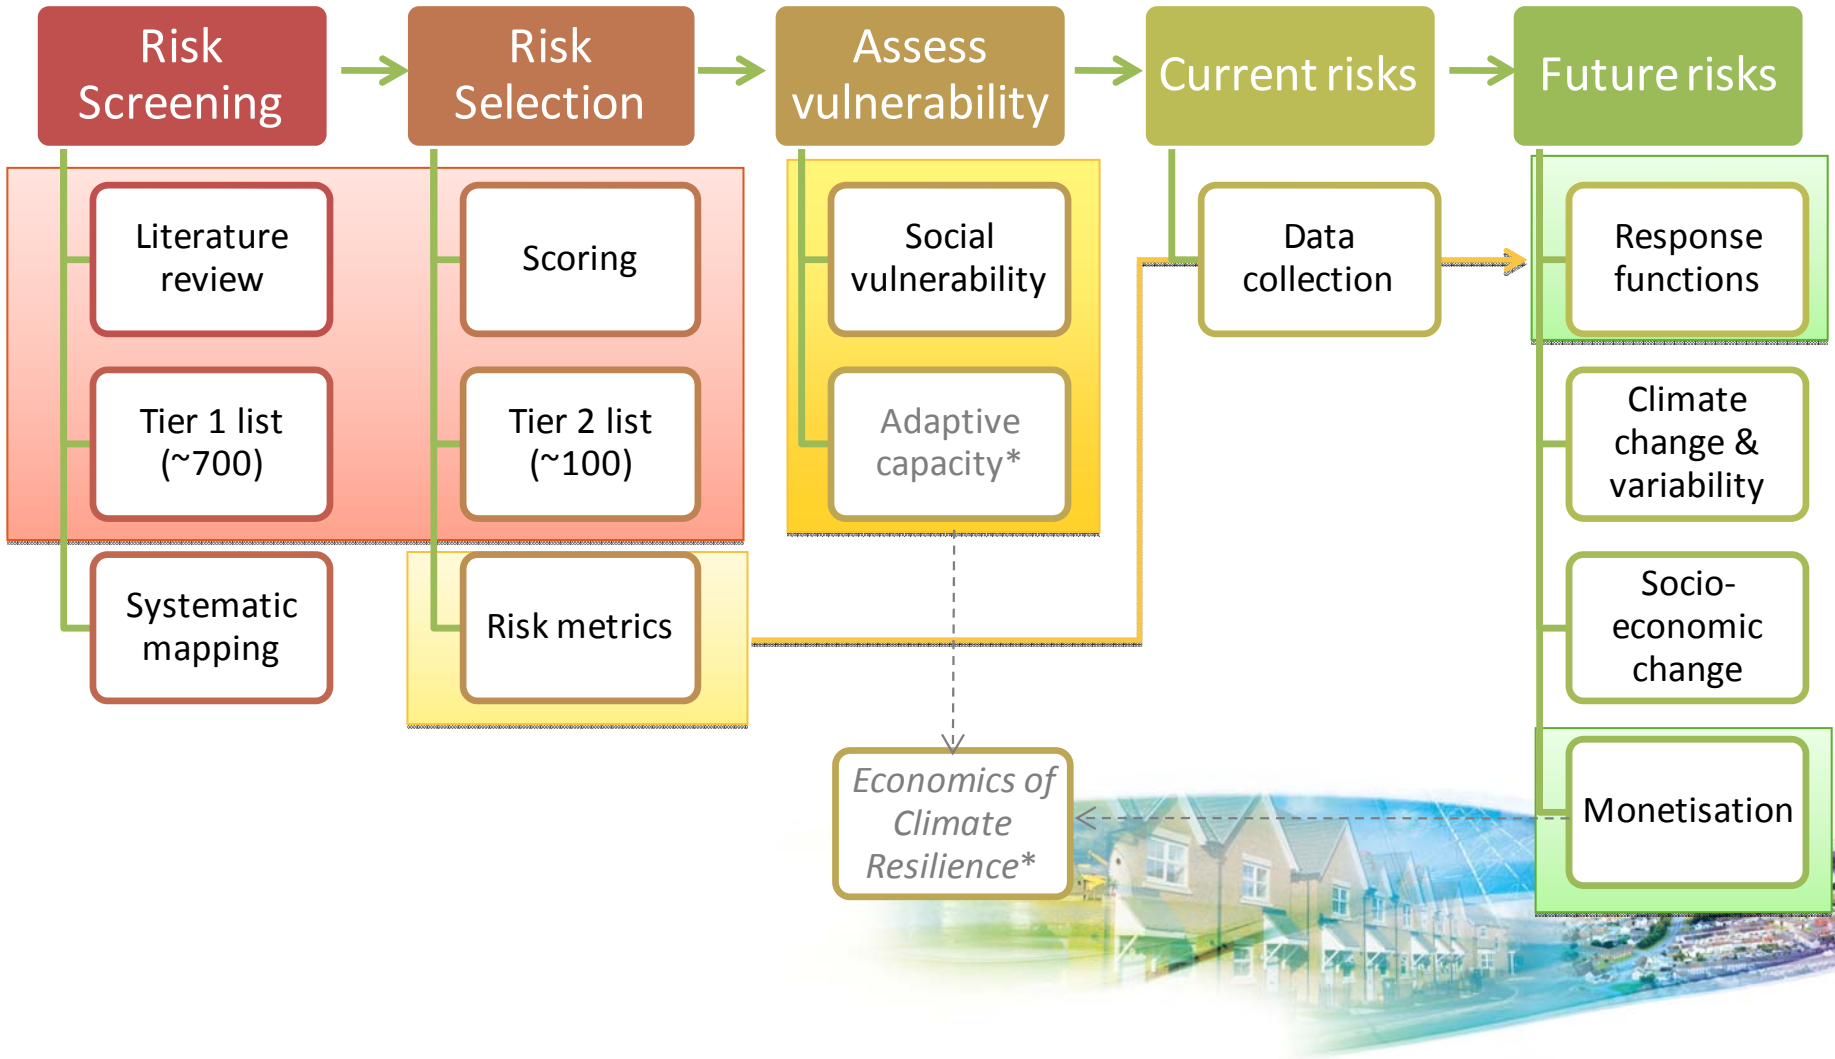 Risk
Screening
Risk
Selection
Assess
vulnerability
Current risks
Future risks
Literature
review
Scoring
Social
vulnerability
Data
collection
Response
functions
Tier 1 list
(~700)
Tier 2 list
(~100)
Adaptive
capacity*
Climate
change &
variability
Systematic
mapping
Risk metrics
Socio-
economic
change
Economics of
Climate
Resilience*
Monetisation